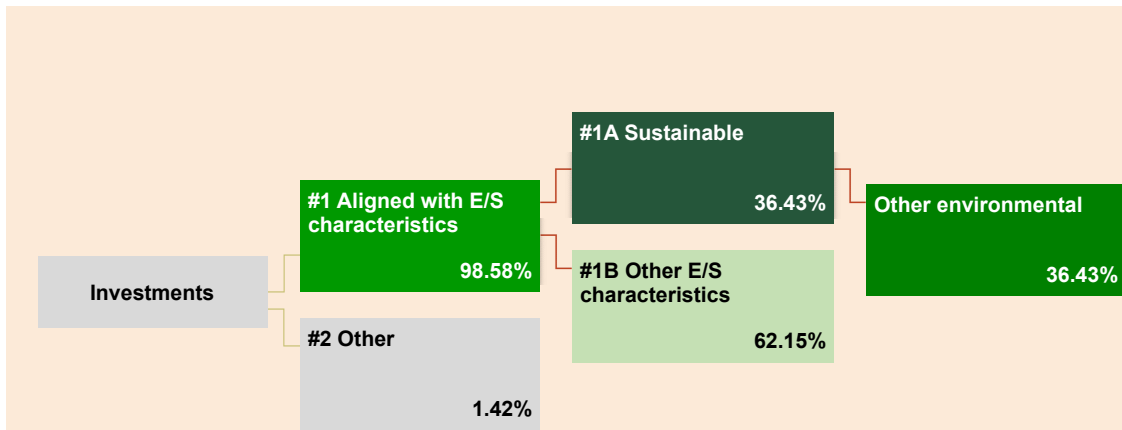 Investments
#1 Aligned with E/S
characteristics
98.58%
#2 Other
1.42%
#1A Sustainable
36.43%
#1B Other E/S
characteristics
62.15%
Other environmental
36.43%